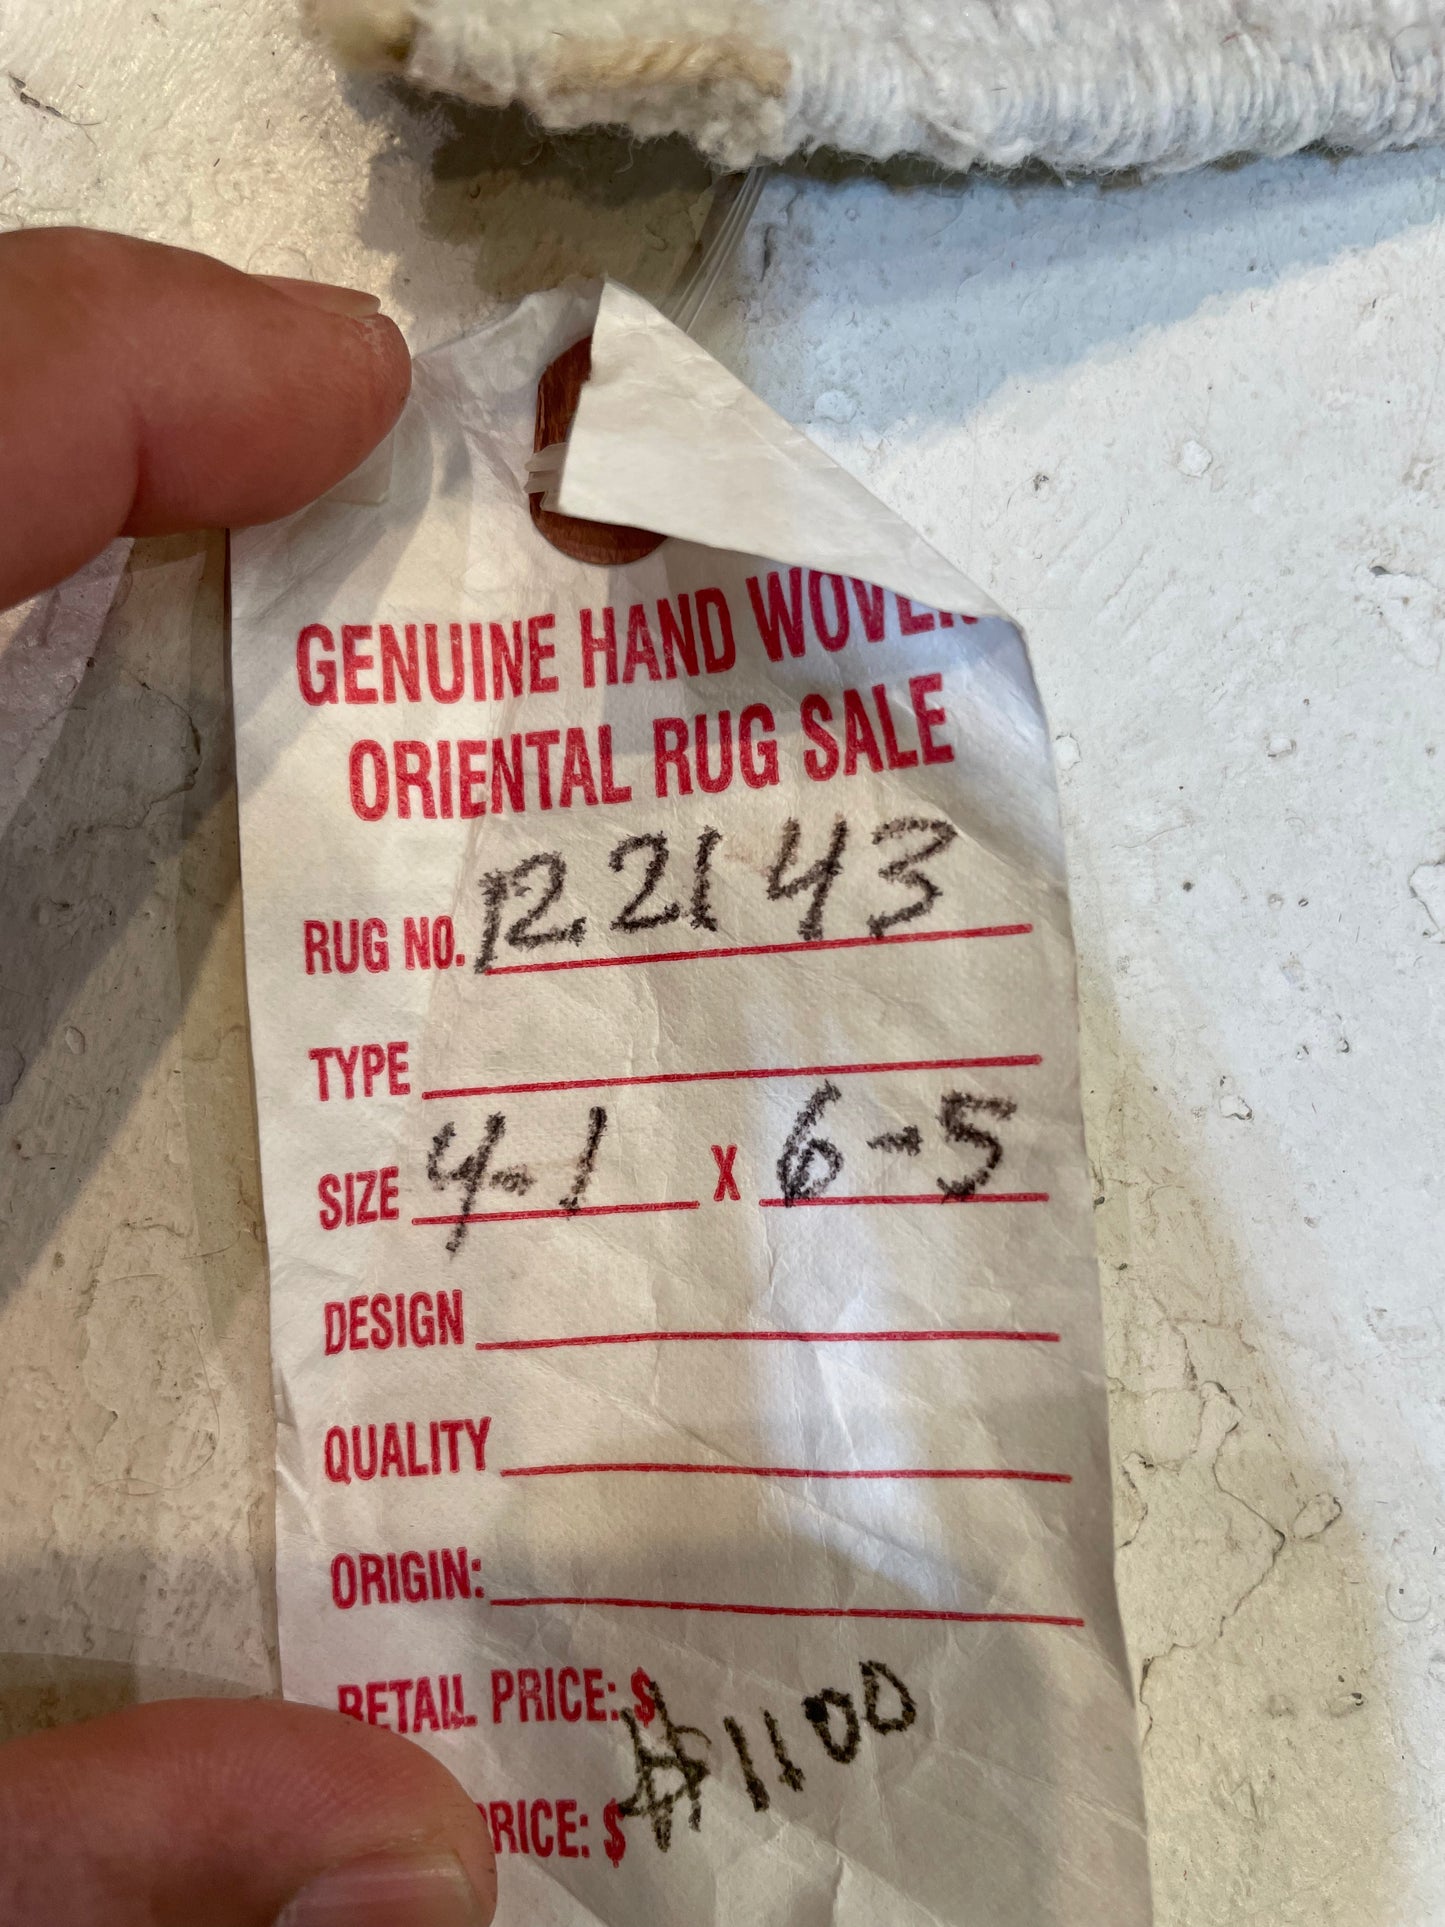 GENUINE HAND WOVEN
ORIENTAL RUG SALE
RUG NO. 122143
TYPE
SIZE 4-1 X 6-5
DESIGN
QUALITY
ORIGIN:
RETAIL PRICE: $
$1100
PRICE: $